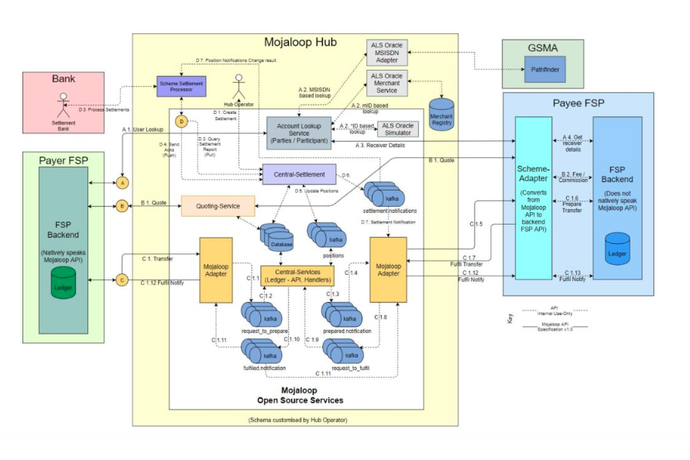 Mojaloop Hub
ALS Oracle
MSISDN
Adapter
GSMA
Pathfinder
Bank
Settlement
Bank
D 3. Process Settlements
D 7. Position Notifications Change result
Scheme Settlement
Processor
Hub Operator
A 2. MSISDN
based lookup
ALS Oracle
Merchant
Service
D 1. Create
Settlement
D
A 2. mID based
lookup
Merchant
Registry
Payee FSP
A 1. User Lookup
D 2. Query
Settlement
Report
(Pull)
D 4. Send
Acks
(Push)
Account Lookup
Service
(Parties / Participant)
A 2. *ID based
lookup
ALS Oracle
Simulator
A 3. Receiver Details
Payer FSP
A
B 1. Quote
Central-Settlement
D 6.
D 5. Update Positions
settlement.notifications
kafka
Scheme-
Adapter
(Converts
from
Mojaloop
API to
backend
FSP API)
A 4. Get
receiver
details
B 2. Fee /
Commission
C 1.6
Prepare
Transfer
FSP
Backend
(Does not
natively speak
Mojaloop API)
Ledger
FSP
Backend
(Natively speaks
Mojaloop API)
Ledger
B
B 1. Quote
Quoting-Service
Database
kafka
positions
D 7. Settlement Notification
C 1.5
C 1. Transfer
C
C 1.12 Fulfil Notify
Mojaloop
Adapter
Central-Services
(Ledger - API, Handlers)
Mojaloop
Adapter
C 1.7
Fulfil Transfer
C 1.12
Fulfil Notify
C 1.13
Fulfil Notify
C 1.1
C 1.2
C 1.3
C 1.4
kafka
request_to_prepare
kafka
prepared.notification
C 1.8
C 1.11
C 1.10
C 1.9
kafka
fulfiled.notification
kafka
request_to_fulfil
C 1.11
Key
API
Internal Use-Only
Mojaloop API
Specification v1.0
Mojaloop
Open Source Services
(Schema customised by Hub Operator)